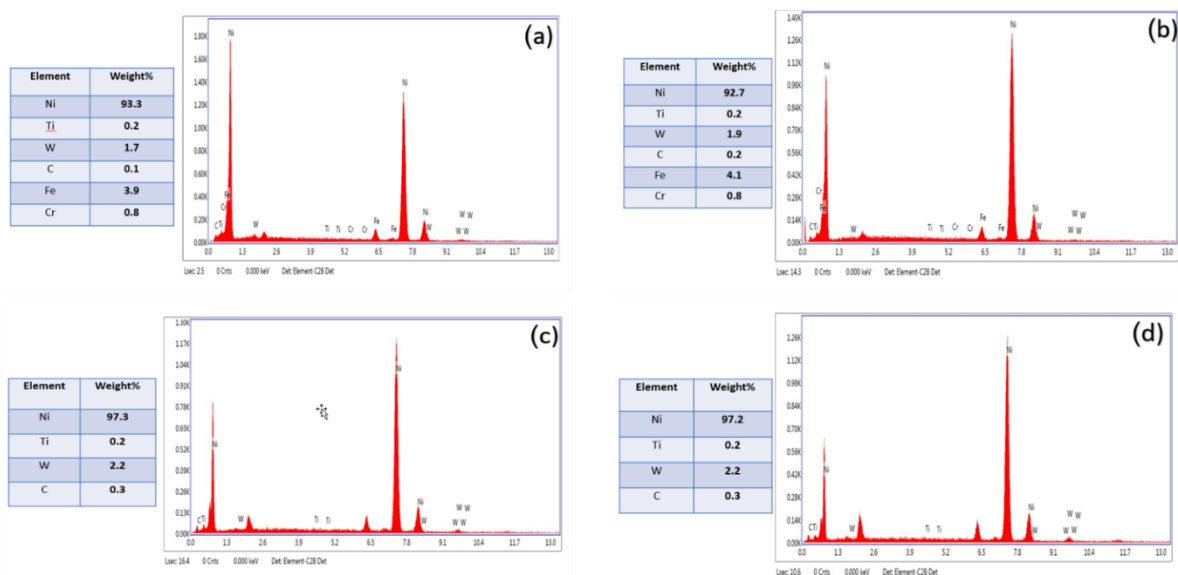 (a)
Element Weight%
Ni 93.3
Ti 0.2
W 1.7
C 0.1
Fe 3.9
Cr 0.8
1.80K
1.60K
1.40K
1.20K
1.00K
0.80K
0.60K
0.40K
0.20K
0.00K
Ni
Ni
Fe
Cr
C Ti
W
Ti Ti Cr Cr
Fe
Fe
Ni
W
W W
W W
0.0 1.3 2.6 3.9 5.2 6.5 7.8 9.1 10.4 11.7 13.0
Lsec: 2.5 0 Cnts 0.000 keV Det: Element-C2B Det
(b)
Element Weight%
Ni 92.7
Ti 0.2
W 1.9
C 0.2
Fe 4.1
Cr 0.8
1.40K
1.26K
1.12K
0.98K
0.84K
0.70K
0.56K
0.42K
0.28K
0.14K
0.00K
Ni
Ni
Cr
Fe
C Ti
W
Ti Ti Cr Cr
Fe
Fe
Ni
W
W W
W W
0.0 1.3 2.6 3.9 5.2 6.5 7.8 9.1 10.4 11.7 13.0
Lsec: 14.3 0 Cnts 0.000 keV Det: Element-C2B Det
(c)
Element Weight%
Ni 97.3
Ti 0.2
W 2.2
C 0.3
1.30K
1.17K
1.04K
0.91K
0.78K
0.65K
0.52K
0.39K
0.26K
0.13K
0.00K
Ni
Ni
C Ti
W
Ti Ti
Ni
W
W W
W W
0.0 1.3 2.6 3.9 5.2 6.5 7.8 9.1 10.4 11.7 13.0
Lsec: 16.4 0 Cnts 0.000 keV Det: Element-C2B Det
(d)
Element Weight%
Ni 97.2
Ti 0.2
W 2.2
C 0.3
1.26K
1.12K
0.98K
0.84K
0.70K
0.56K
0.42K
0.28K
0.14K
0.00K
Ni
Ni
C Ti
W
Ti Ti
Ni
W
W W
W W
0.0 1.3 2.6 3.9 5.2 6.5 7.8 9.1 10.4 11.7 13.0
Lsec: 10.6 0 Cnts 0.000 keV Det: Element-C2B Det